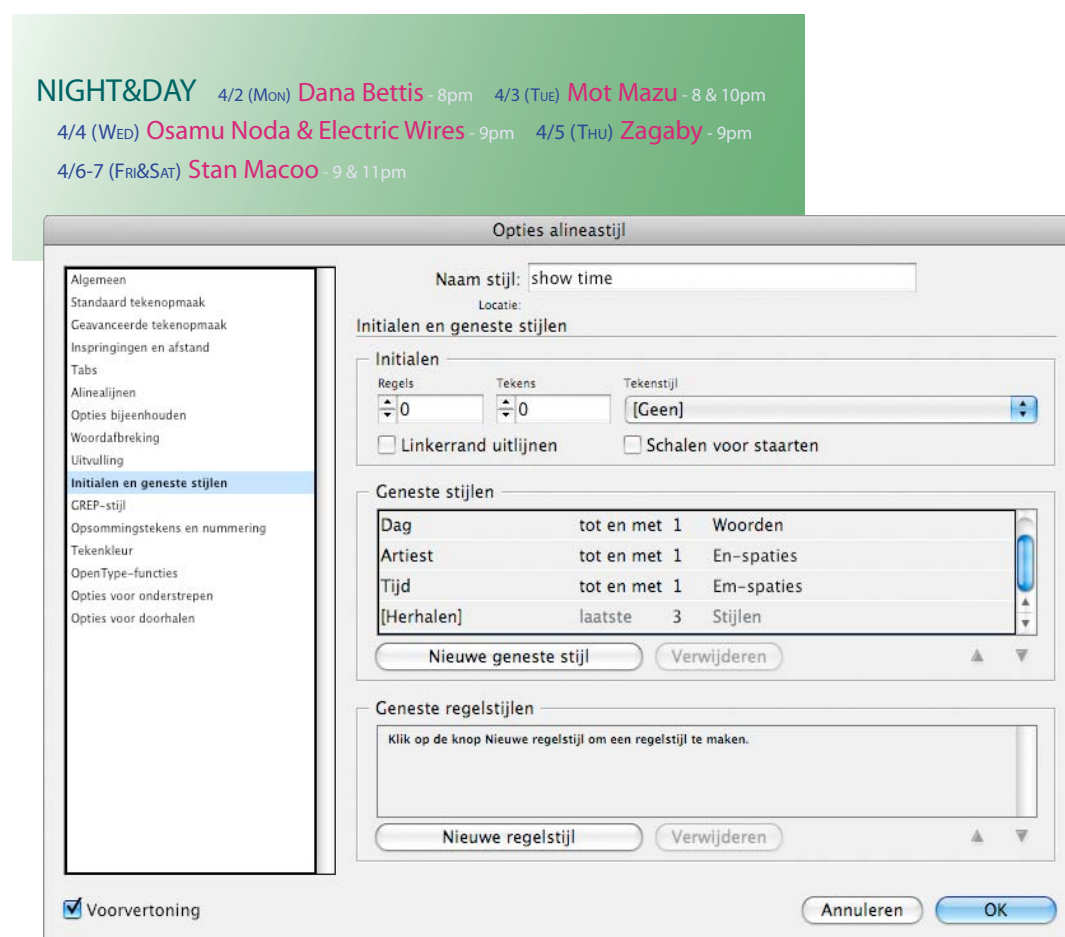 NIGHT&DAY 4/2 (Mon) Dana Bettis - 8pm 4/3 (Tue) Mot Mazu - 8 & 10pm
4/4 (Wed) Osamu Noda & Electric Wires - 9pm 4/5 (Thu) Zagaby - 9pm
4/6-7 (Fri&Sat) Stan Macoo - 9 & 11pm
Opties alineastijl
Algemeen
Standaard tekenopmaak
Geavanceerde tekenopmaak
Inspringingen en afstand
Tabs
Alinealijnen
Opties bijeenhouden
Woordafbreking
Uitvulling
Initialen en geneste stijlen
GREP-stijl
Opsommingstekens en nummering
Tekenkleur
OpenType-functies
Opties voor onderstrepen
Opties voor doorhalen
Naam stijl: show time
Locatie:
Initialen en geneste stijlen
Initialen
Regels Tekens Tekenstijl
0 0 [Geen]
Linkerrand uitlijnen Schalen voor staarten
Geneste stijlen
Dag tot en met 1 Woorden
Artiest tot en met 1 En-spaties
Tijd tot en met 1 Em-spaties
[Herhalen] laatste 3 Stijlen
Nieuwe geneste stijl Verwijderen
Geneste regelstijlen
Klik op de knop Nieuwe regelstijl om een regelstijl te maken.
Nieuwe regelstijl Verwijderen
Voorvertoning Annuleren OK